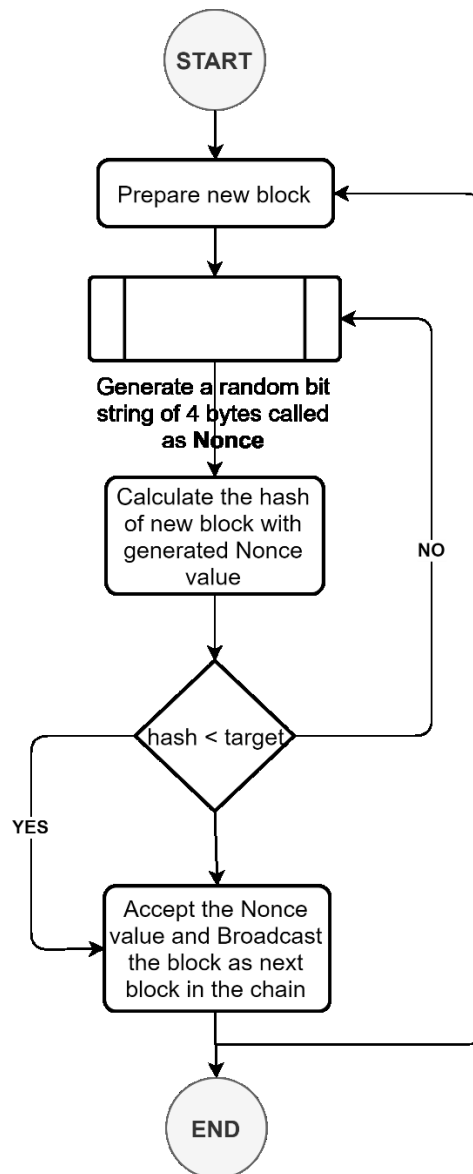 START
Prepare new block
Generate a random bit
string of 4 bytes called
as Nonce
Calculate the hash
of new block with
generated Nonce
value
NO
hash < target
YES
Accept the Nonce
value and Broadcast
the block as next
block in the chain
END